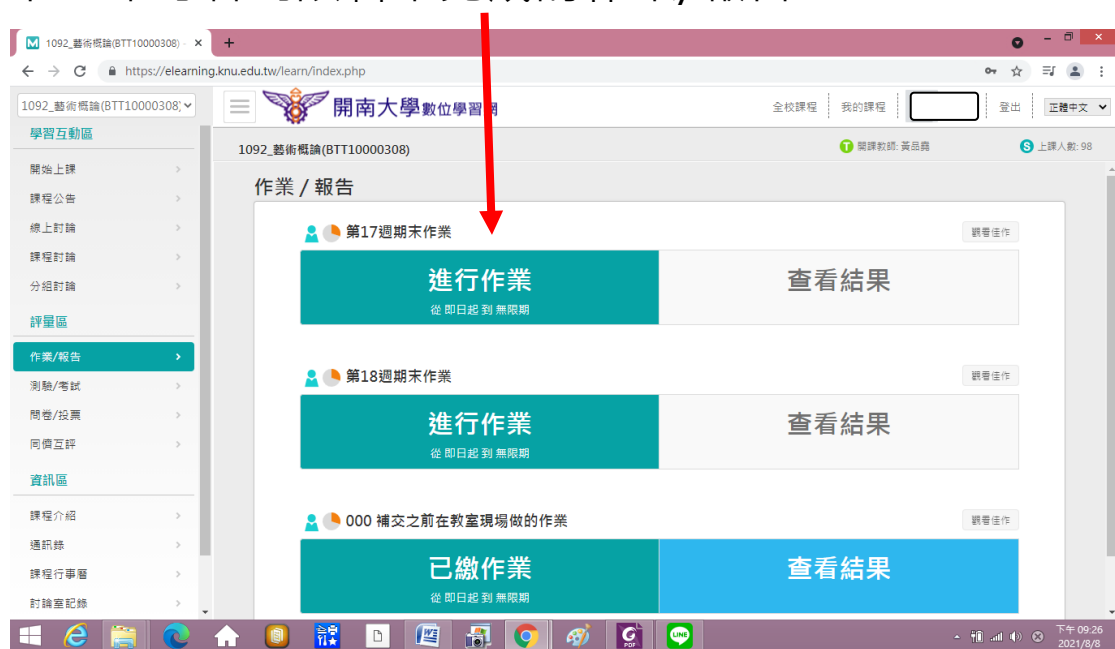 1092_藝術概論(BTT10000308) -
https://elearning.knu.edu.tw/learn/index.php
1092_藝術概論(BTT10000308)
開南大學數位學習網
全校課程
我的課程
登出
正體中文
學習互動區
1092_藝術概論(BTT10000308)
開課教師: 黃品
上課人數: 98
開始上課
課程公告
線上討論
課程討論
分組討論
評量區
作業/報告
測驗/考試
問卷/投票
同儕互評
資訊區
課程介紹
通訊錄
課程行事曆
討論室記錄
作業 / 報告
第17週期末作業
觀看佳作
進行作業
從 即日起 到 無限期
查看結果
第18週期末作業
觀看佳作
進行作業
從 即日起 到 無限期
查看結果
000 補交之前在教室現場做的作業
觀看佳作
已繳作業
從 即日起 到 無限期
查看結果
PDF
LINE
下午 09:26
2021/8/8